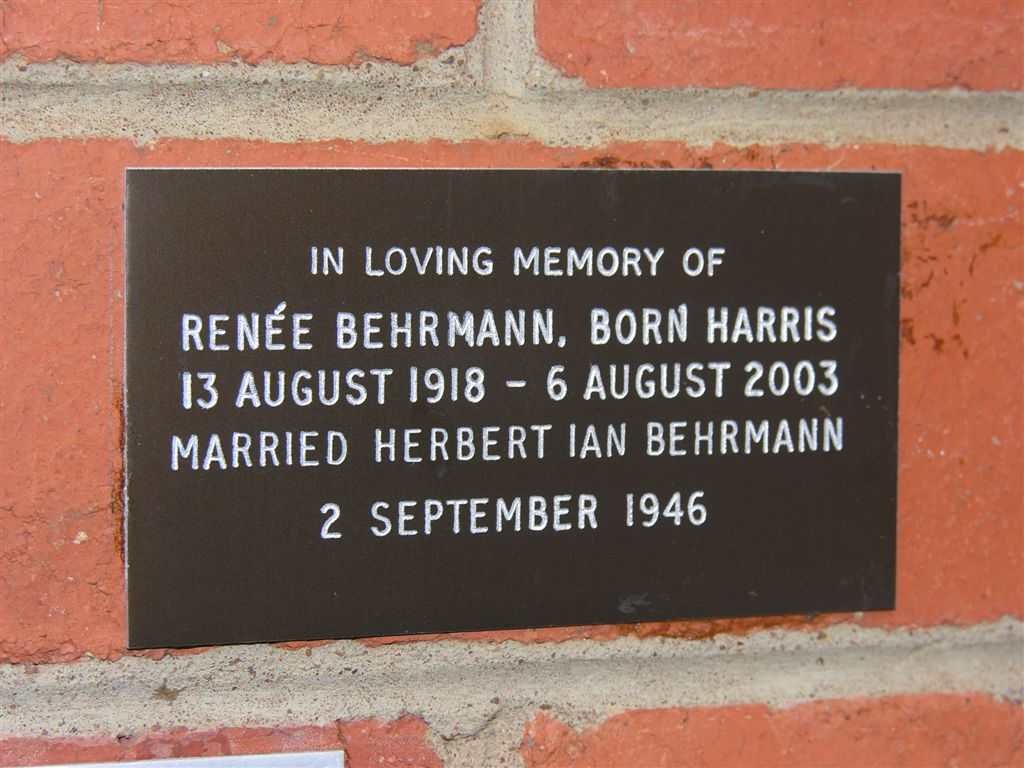 IN LOVING MEMORY OF
RENÉE BEHRMANN, BORN HARRIS
13 AUGUST 1918 – 6 AUGUST 2003
MARRIED HERBERT IAN BEHRMANN
2 SEPTEMBER 1946